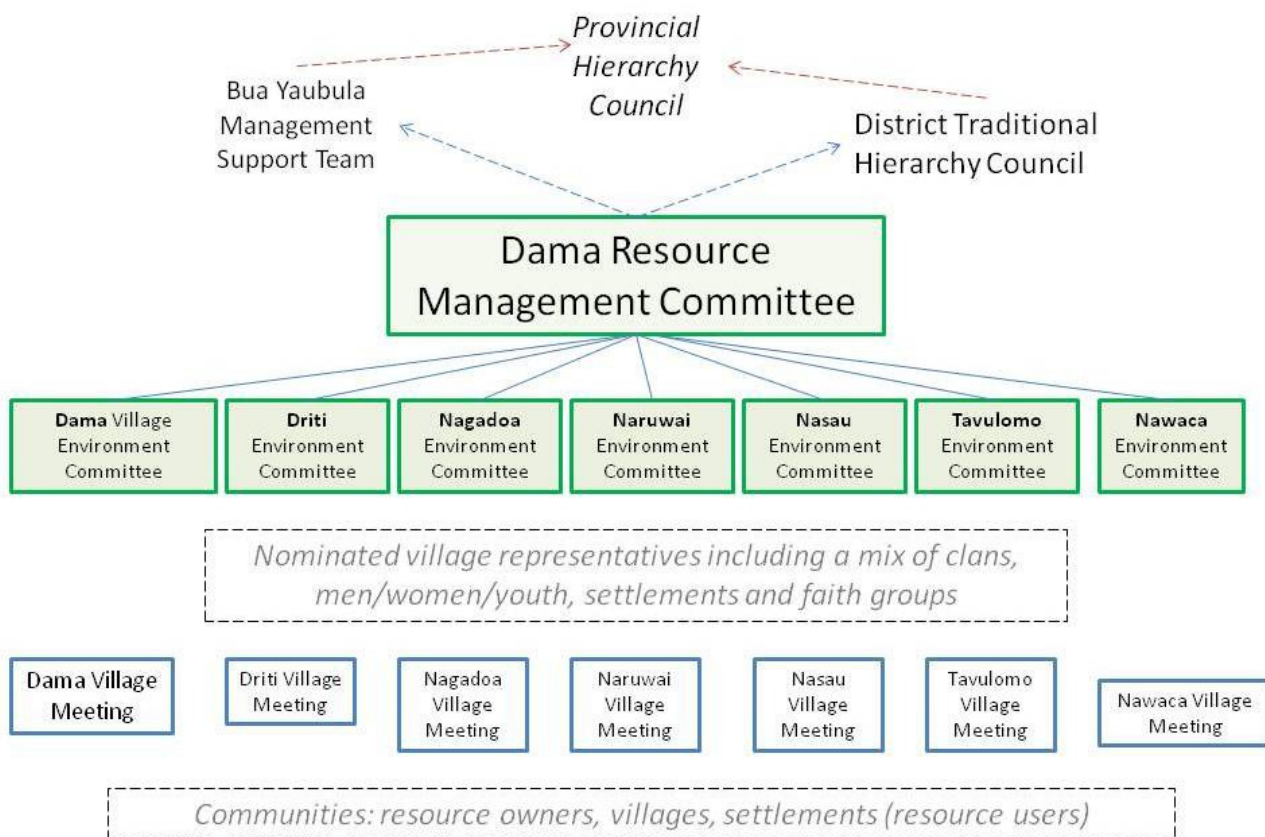 Provincial
Hierarchy
Council
Bua Yaubula
Management
Support Team
District Traditional
Hierarchy Council
Dama Resource
Management Committee
Dama Village
Environment
Committee
Driti
Environment
Committee
Nagadoa
Environment
Committee
Naruwai
Environment
Committee
Nasau
Environment
Committee
Tavulomo
Environment
Committee
Nawaca
Environment
Committee
Nominated village representatives including a mix of clans,
men/women/youth, settlements and faith groups
Dama Village
Meeting
Driti Village
Meeting
Nagadoa
Village
Meeting
Naruwai
Village
Meeting
Nasau
Village
Meeting
Tavulomo
Village
Meeting
Nawaca Village
Meeting
Communities: resource owners, villages, settlements (resource users)